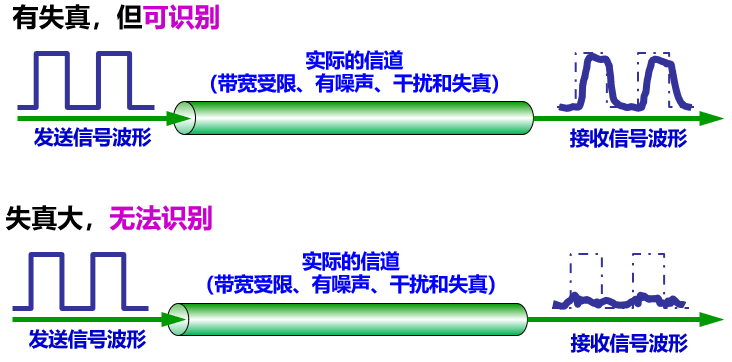 有失真，但可识别
实际的信道
（带宽受限、有噪声、干扰和失真）
发送信号波形
接收信号波形
失真大，无法识别
实际的信道
（带宽受限、有噪声、干扰和失真）
发送信号波形
接收信号波形